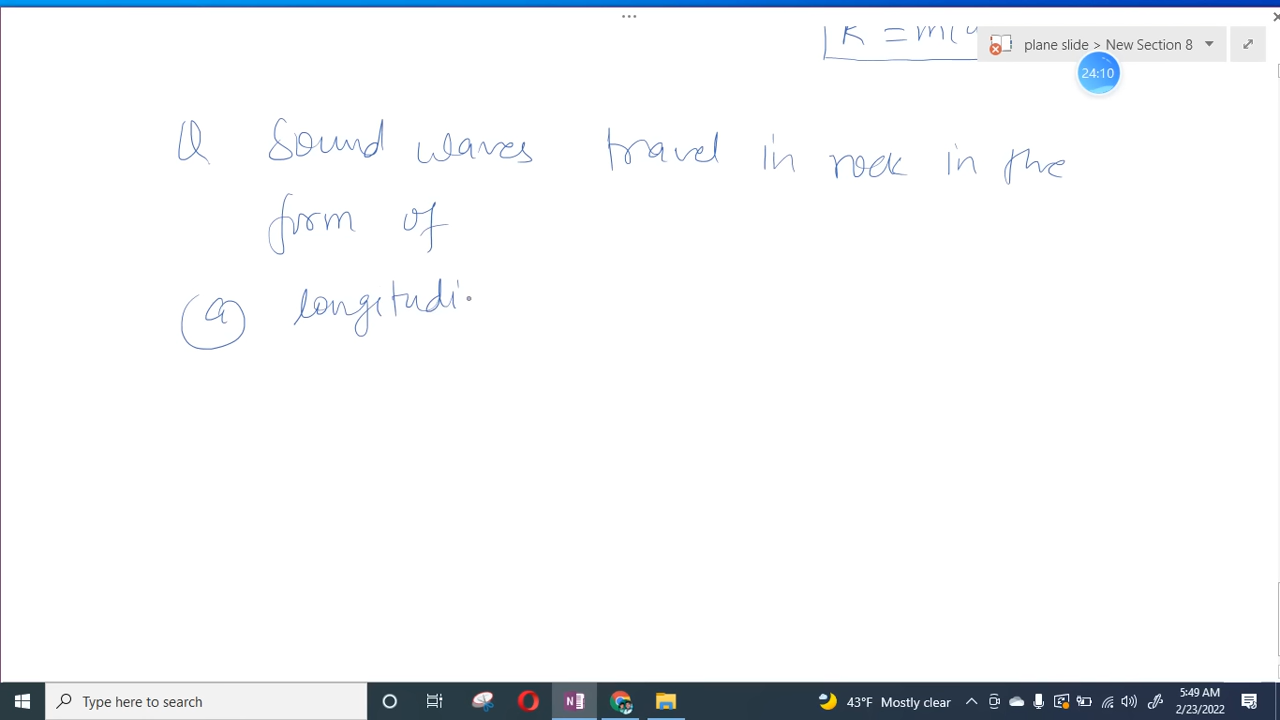 K = m(
plane slide > New Section 8
24:10
Q Sound waves travel in rock in the
form of
(a) longitudi
Type here to search
43°F Mostly clear
5:49 AM
2/23/2022